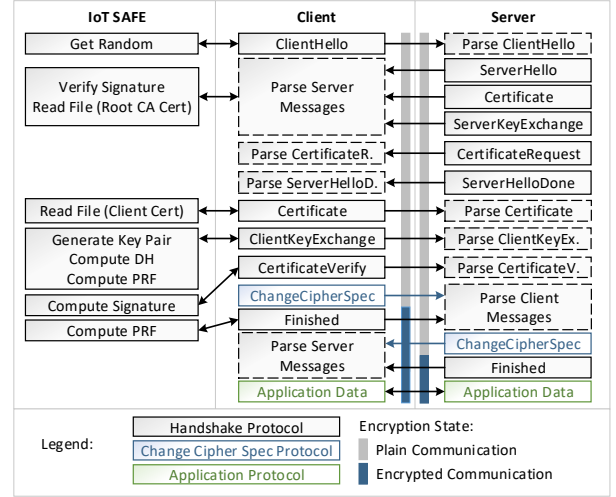 IoT SAFE Client Server
Get Random ClientHello Parse ClientHello
ServerHello
Verify Signature
Read File (Root CA Cert)
Parse Server
Messages
Certificate
ServerKeyExchange
Parse CertificateR. CertificateRequest
Parse ServerHelloD. ServerHelloDone
Read File (Client Cert) Certificate Parse Certificate
Generate Key Pair
Compute DH
Compute PRF
ClientKeyExchange Parse ClientKeyEx.
CertificateVerify Parse CertificateV.
Compute Signature
ChangeCipherSpec
Parse Client
Messages
Compute PRF
Finished
Parse Server
Messages
ChangeCipherSpec
Finished
Application Data Application Data
Legend:
Handshake Protocol
Change Cipher Spec Protocol
Application Protocol
Encryption State:
Plain Communication
Encrypted Communication